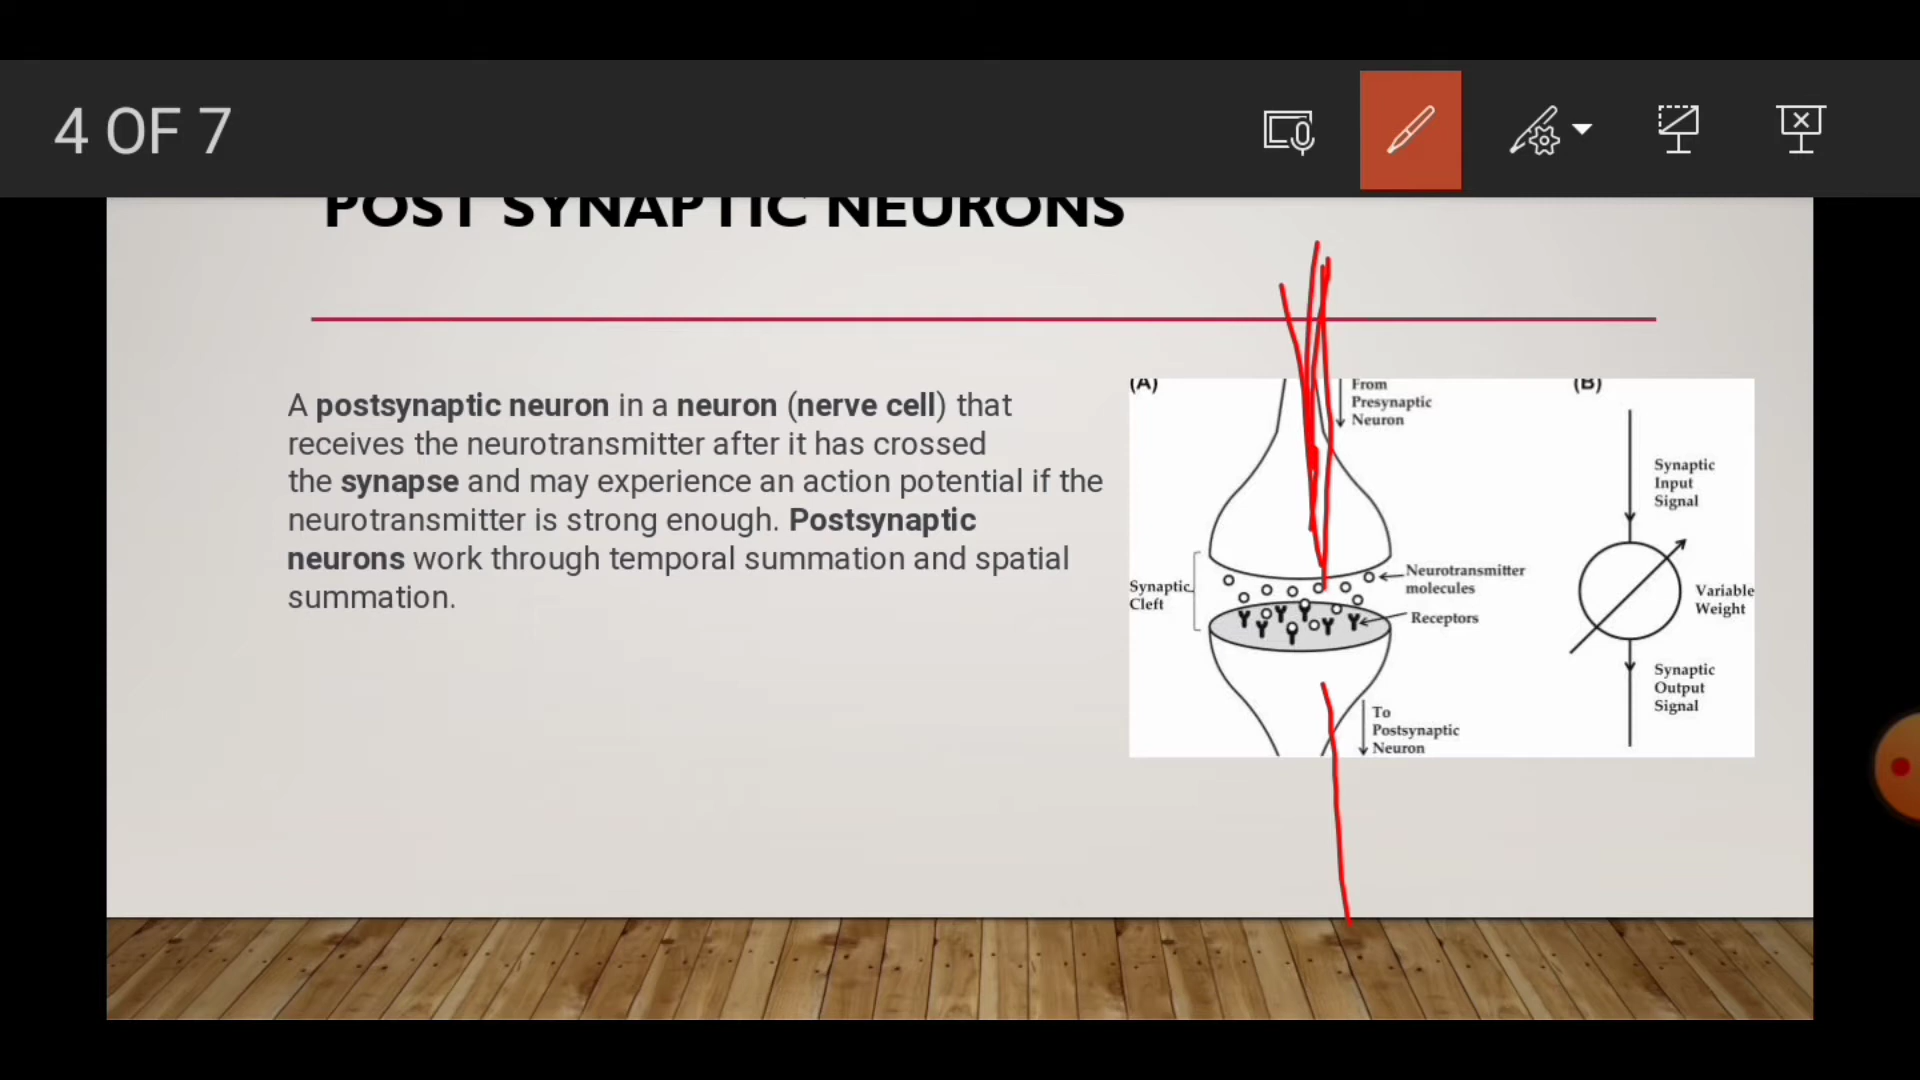 4 OF 7
POST SYNAPTIC NEURONS
A postsynaptic neuron in a neuron (nerve cell) that
receives the neurotransmitter after it has crossed
the synapse and may experience an action potential if the
neurotransmitter is strong enough. Postsynaptic
neurons work through temporal summation and spatial
summation.
(A)
From
Presynaptic
Neuron
Synaptic
Cleft
Neurotransmitter
molecules
Receptors
To
Postsynaptic
Neuron
(B)
Synaptic
Input
Signal
Variable
Weight
Synaptic
Output
Signal